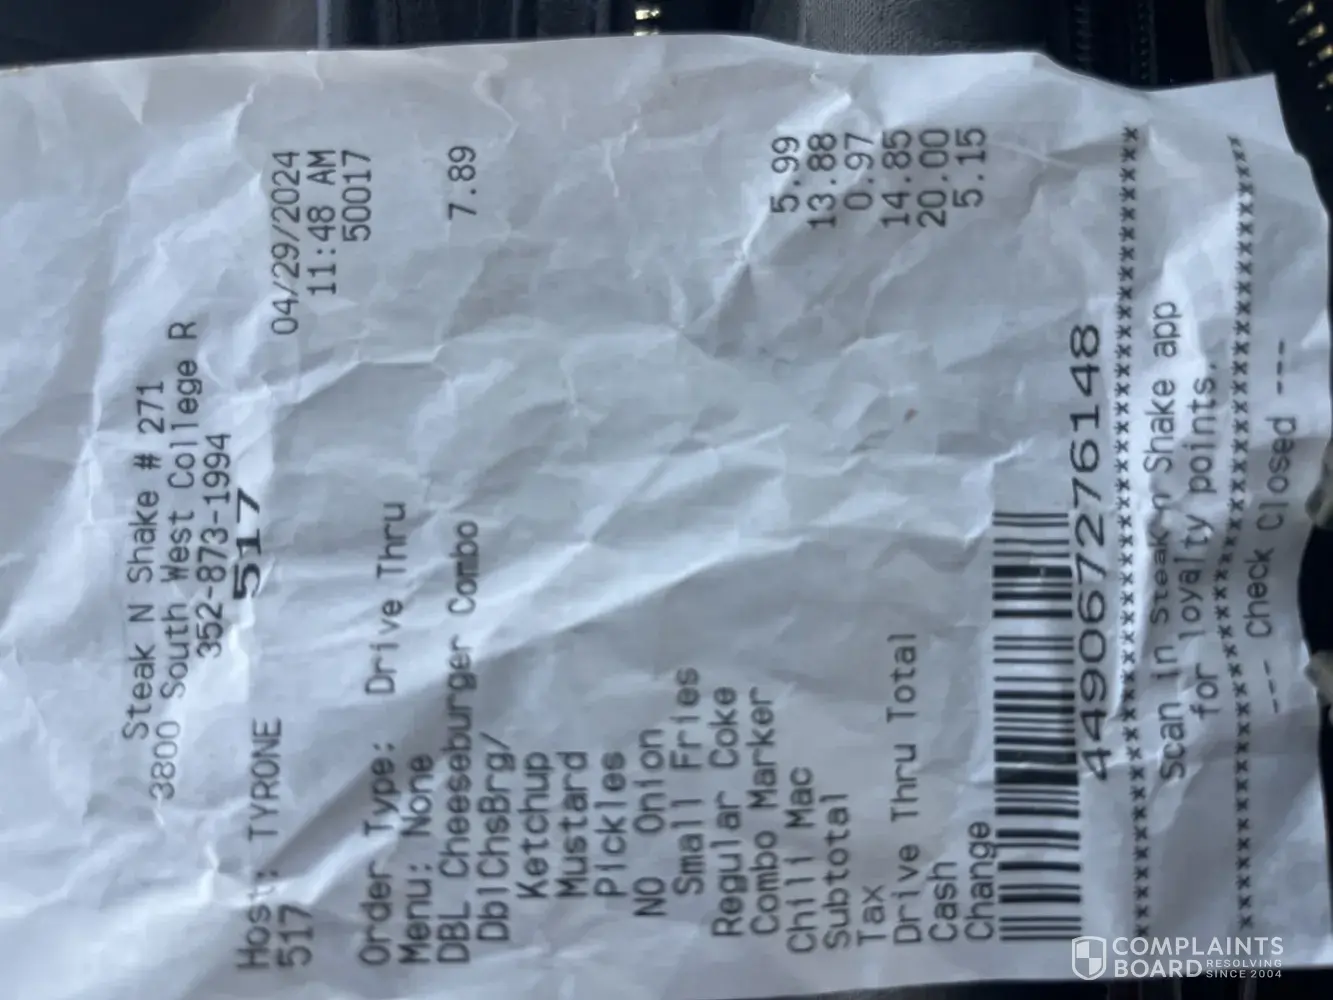 Steak N Shake # 271
3800 South West College R
352-873-1994
Host: TYRONE 517
517 04/29/2024
11:48 AM
50017
Order Type: Drive Thru
Menu: None
DBL Cheeseburger Combo 7.89
DblChsBrg/
Ketchup
Mustard
Pickles
NO Onion
Small Fries
Regular Coke
Combo Marker
Chili Mac 5.99
Subtotal 13.88
Tax 0.97
Drive Thru Total 14.85
Cash 20.00
Change 5.15
449067276148
****************************************
Scan in Steak n Shake app
for loyalty points.
****************************************
--- Check Closed ---
COMPLAINTS
BOARD RESOLVING
SINCE 2004